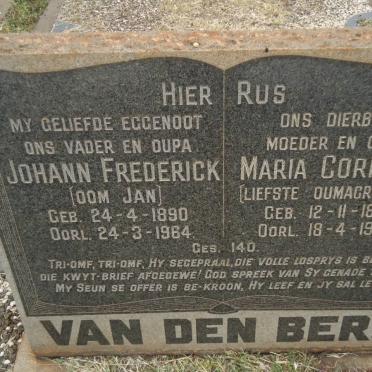 HIER RUS
MY GELIEFDE EGGENOOT
ONS VADER EN OUPA
JOHANN FREDERICK
[OOM JAN]
GEB. 24-4-1890
OORL. 24-3-1964
ONS DIERB
MOEDER EN
MARIA COR
[LIEFSTE OUMAGR
GEB. 12-11-18
OORL. 18-4-19
GES. 140.
TRI-OMF, TRI-OMF, HY SEGEPRAAL, DIE VOLLE LOSPRYS IS B
DIE KWYT-BRIEF AFGEGEWE! GOD SPREEK VAN SY GENADE
MY SEUN SE OFFER IS BE-KROON, HY LEEF EN JY SAL LE
VAN DEN BER